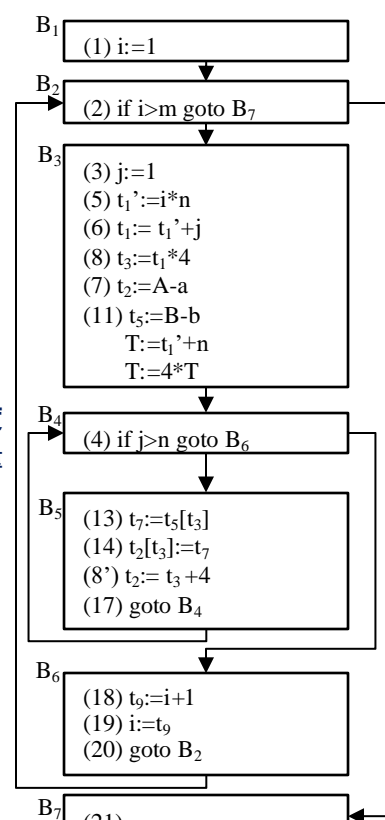 B₁
(1) i:=1
B₂
(2) if i>m goto B₇
B₃
(3) j:=1
(5) t₁’:=i*n
(6) t₁:= t₁’+j
(8) t₃:=t₁*4
(7) t₂:=A-a
(11) t₅:=B-b
T:=t₁’+n
T:=4*T
B₄
(4) if j>n goto B₆
B₅
(13) t₇:=t₅[t₃]
(14) t₂[t₃]:=t₇
(8’) t₂:= t₃+4
(17) goto B₄
B₆
(18) t₉:=i+1
(19) i:=t₉
(20) goto B₂
B₇
(21)